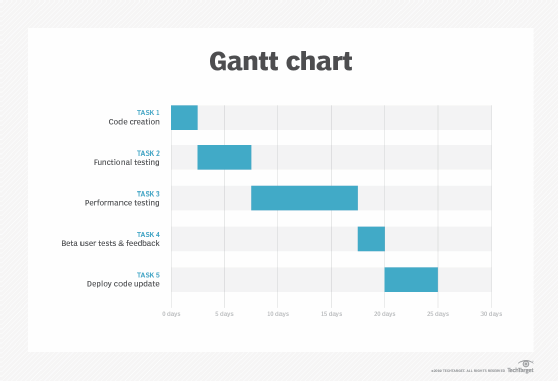 Gantt chart
TASK 1
Code creation
TASK 2
Functional testing
TASK 3
Performance testing
TASK 4
Beta user tests & feedback
TASK 5
Deploy code update
0 days 5 days 10 days 15 days 20 days 25 days 30 days
TechTarget